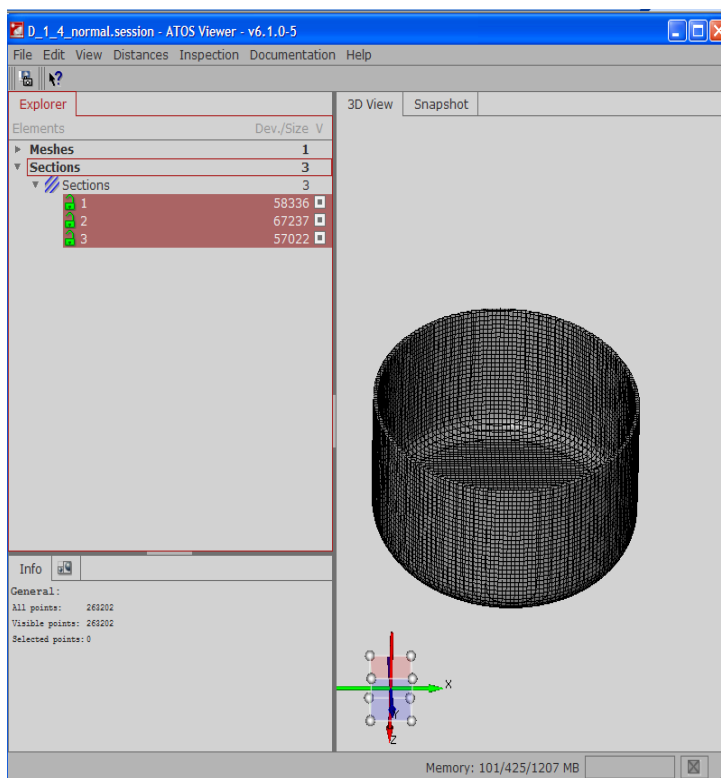 D_1_4_normal.session - ATOS Viewer - v6.1.0-5
File Edit View Distances Inspection Documentation Help
Explorer
Elements Dev./Size V
Meshes 1
Sections 3
Sections 3
1 58336
2 67237
3 57022
3D View Snapshot
X
Y
Z
Info
General:
All points: 263202
Visible points: 263202
Selected points: 0
Memory: 101/425/1207 MB